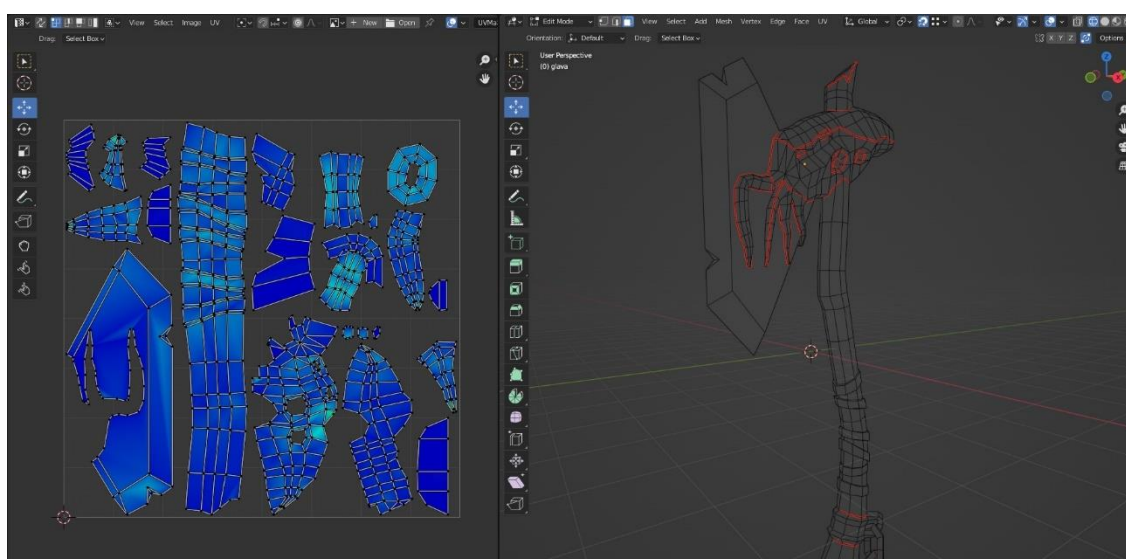 View Select Image UV
New Open
UVMa
Drag: Select Box
Edit Mode
View Select Add Mesh Vertex Edge Face UV
Global
Orientation: Default Drag: Select Box
X Y Z Options
User Perspective
(0) glava
Z